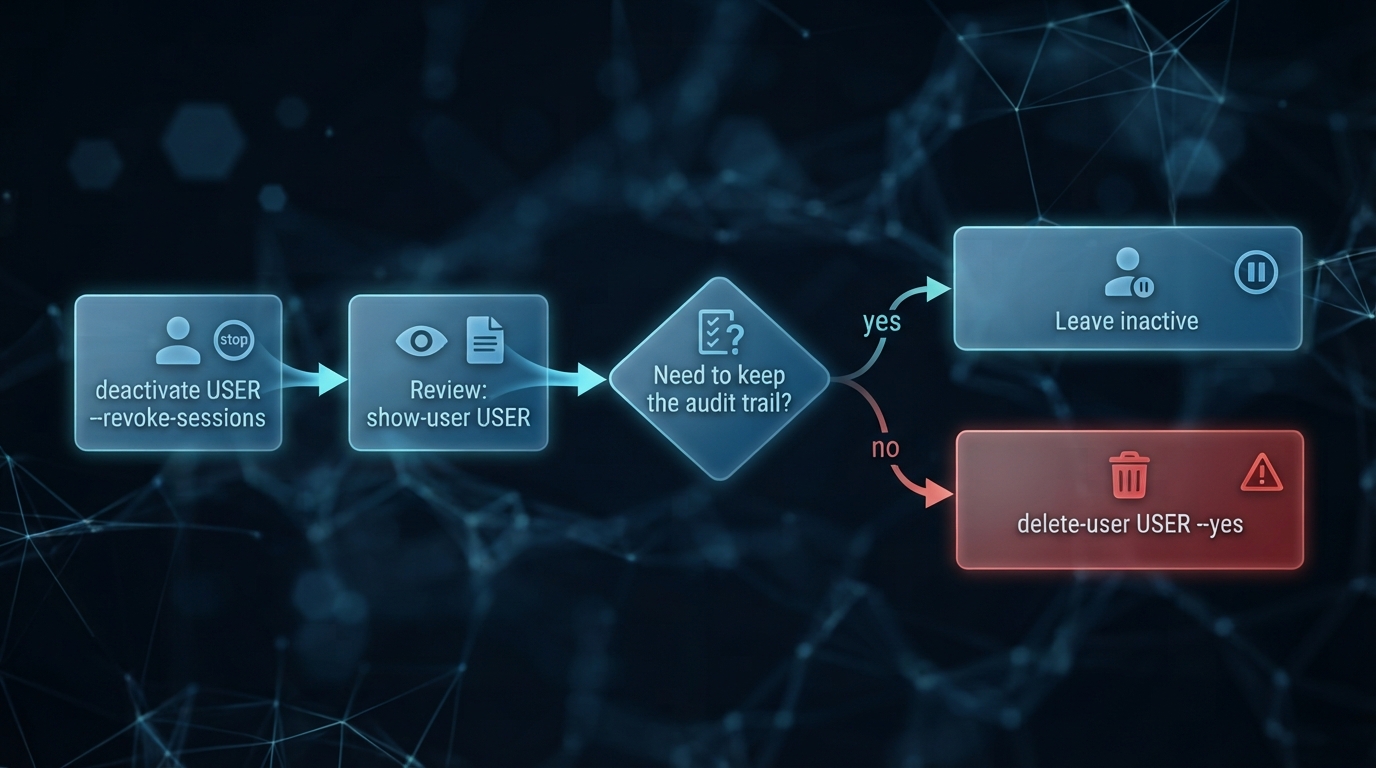 stop
deactivate USER
--revoke-sessions
Review:
show-user USER
Need to keep
the audit trail?
yes
Leave inactive
no
delete-user USER --yes